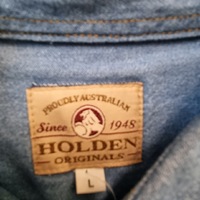 PROUDLY AUSTRALIAN
Since 1948
HOLDEN
ORIGINALS
L